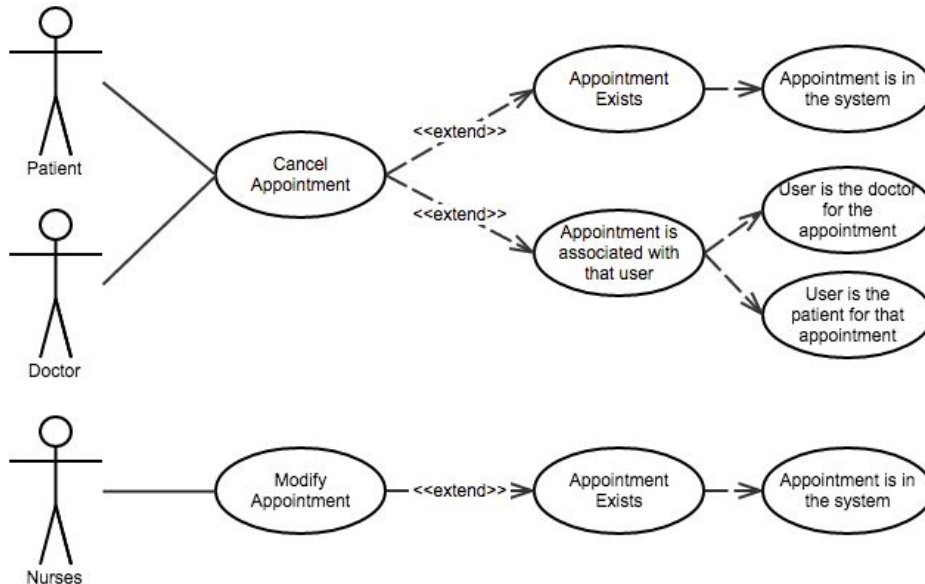 Patient
Doctor
Cancel
Appointment
<<extend>>
<<extend>>
Appointment
Exists
Appointment is in
the system
Appointment is
associated with
that user
User is the doctor
for the
appointment
User is the
patient for that
appointment
Nurses
Modify
Appointment
<<extend>>
Appointment
Exists
Appointment is in
the system